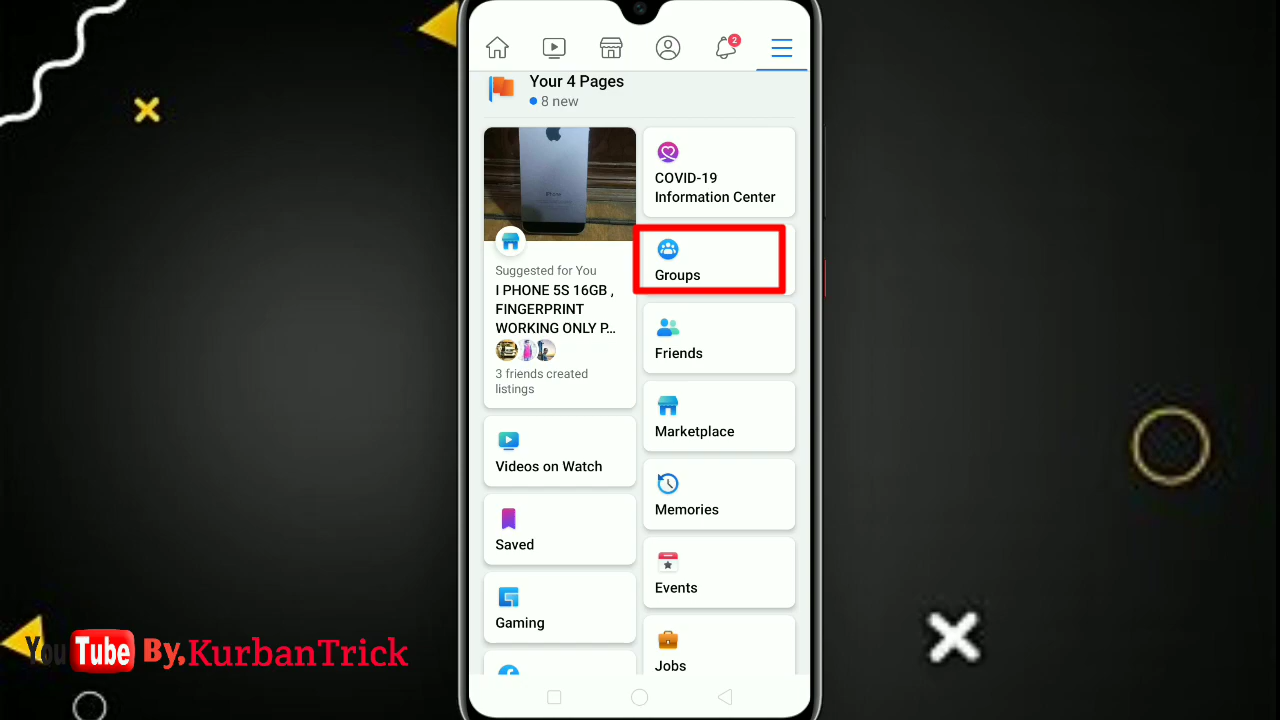 2
Your 4 Pages
8 new
COVID-19
Information Center
Groups
Suggested for You
I PHONE 5S 16GB ,
FINGERPRINT
WORKING ONLY P...
3 friends created
listings
Friends
Marketplace
Videos on Watch
Memories
Saved
Events
Gaming
Jobs
YouTube By,KurbanTrick